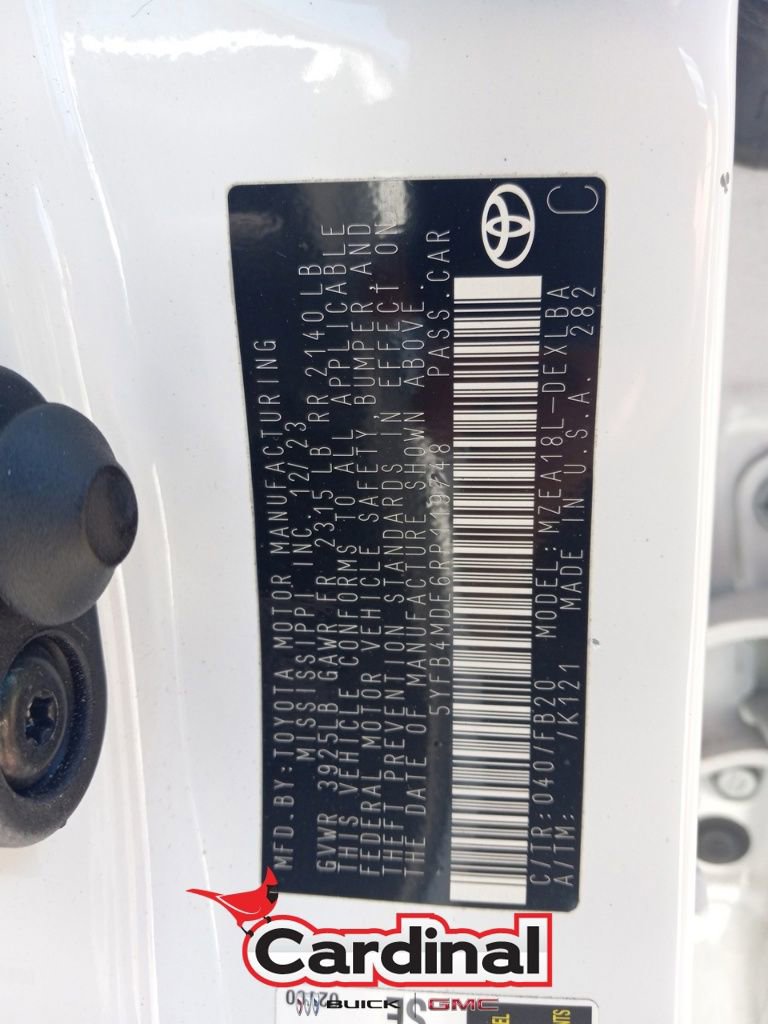 MFD.BY:TOYOTA MOTOR MANUFACTURING
MISSISSIPPI INC. 12/23
GVWR 3925LB GAWR FR 2315 LB RR 2140LB
THIS VEHICLE CONFORMS TO ALL APPLICABLE
FEDERAL MOTOR VEHICLE SAFETY BUMPER, AND
THEFT PREVENTION STANDARDS IN EFFECT ON
THE DATE OF MANUFACTURE SHOWN ABOVE.
PASS.CAR
C/TR:040/FB20 MODEL:MZEA18L-DEXLBA
A/TM: /K121 MADE IN U.S.A. 282
C
Cardinal
BUICK GMC